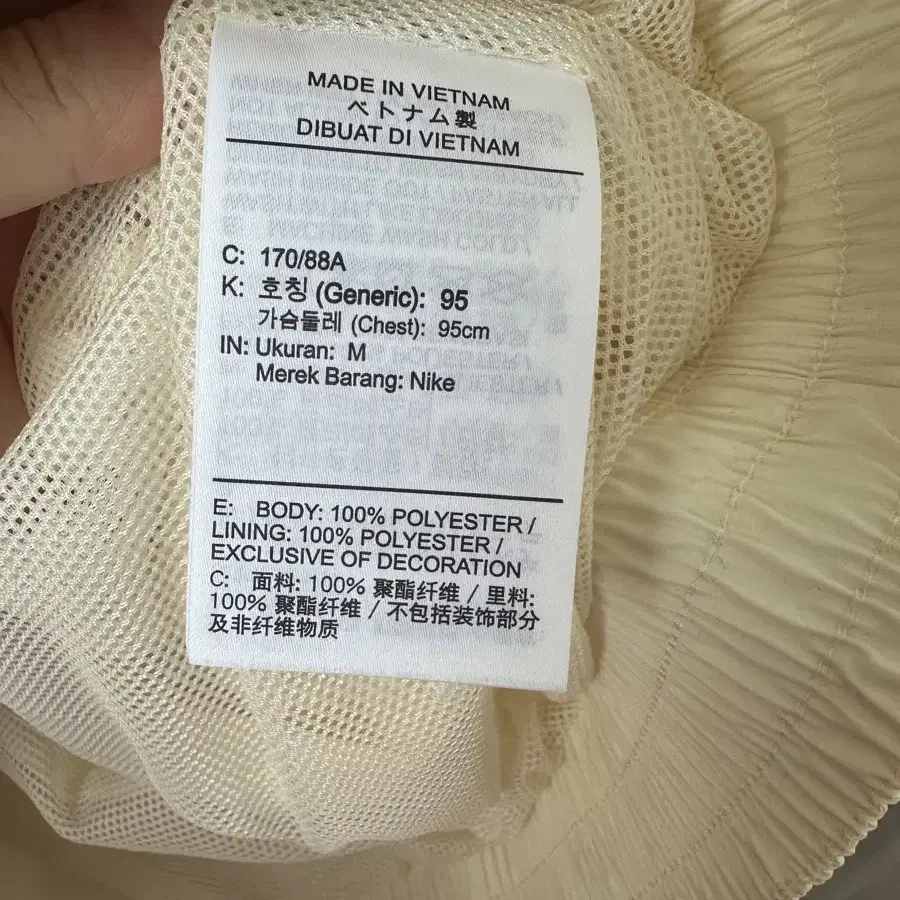 MADE IN VIETNAM
ベトナム製
DIBUAT DI VIETNAM
C: 170/88A
K: 호칭 (Generic): 95
가슴둘레 (Chest): 95cm
IN: Ukuran: M
Merek Barang: Nike
E: BODY: 100% POLYESTER /
LINING: 100% POLYESTER /
EXCLUSIVE OF DECORATION
C: 面料: 100% 聚酯纤维 / 里料:
100% 聚酯纤维 / 不包括装饰部分
及非纤维物质